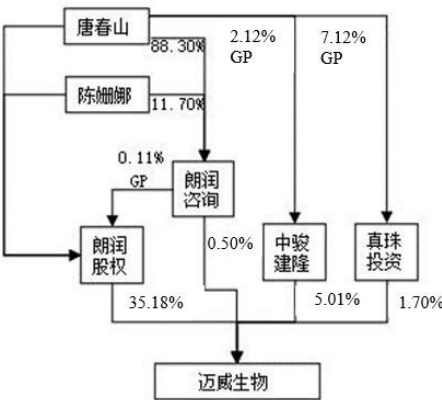 唐春山
88.30%
2.12%
GP
7.12%
GP
陈姗娜
11.70%
0.11%
GP
朗润
咨询
朗润
股权
0.50%
中骏
建隆
真珠
投资
35.18%
5.01%
1.70%
迈威生物